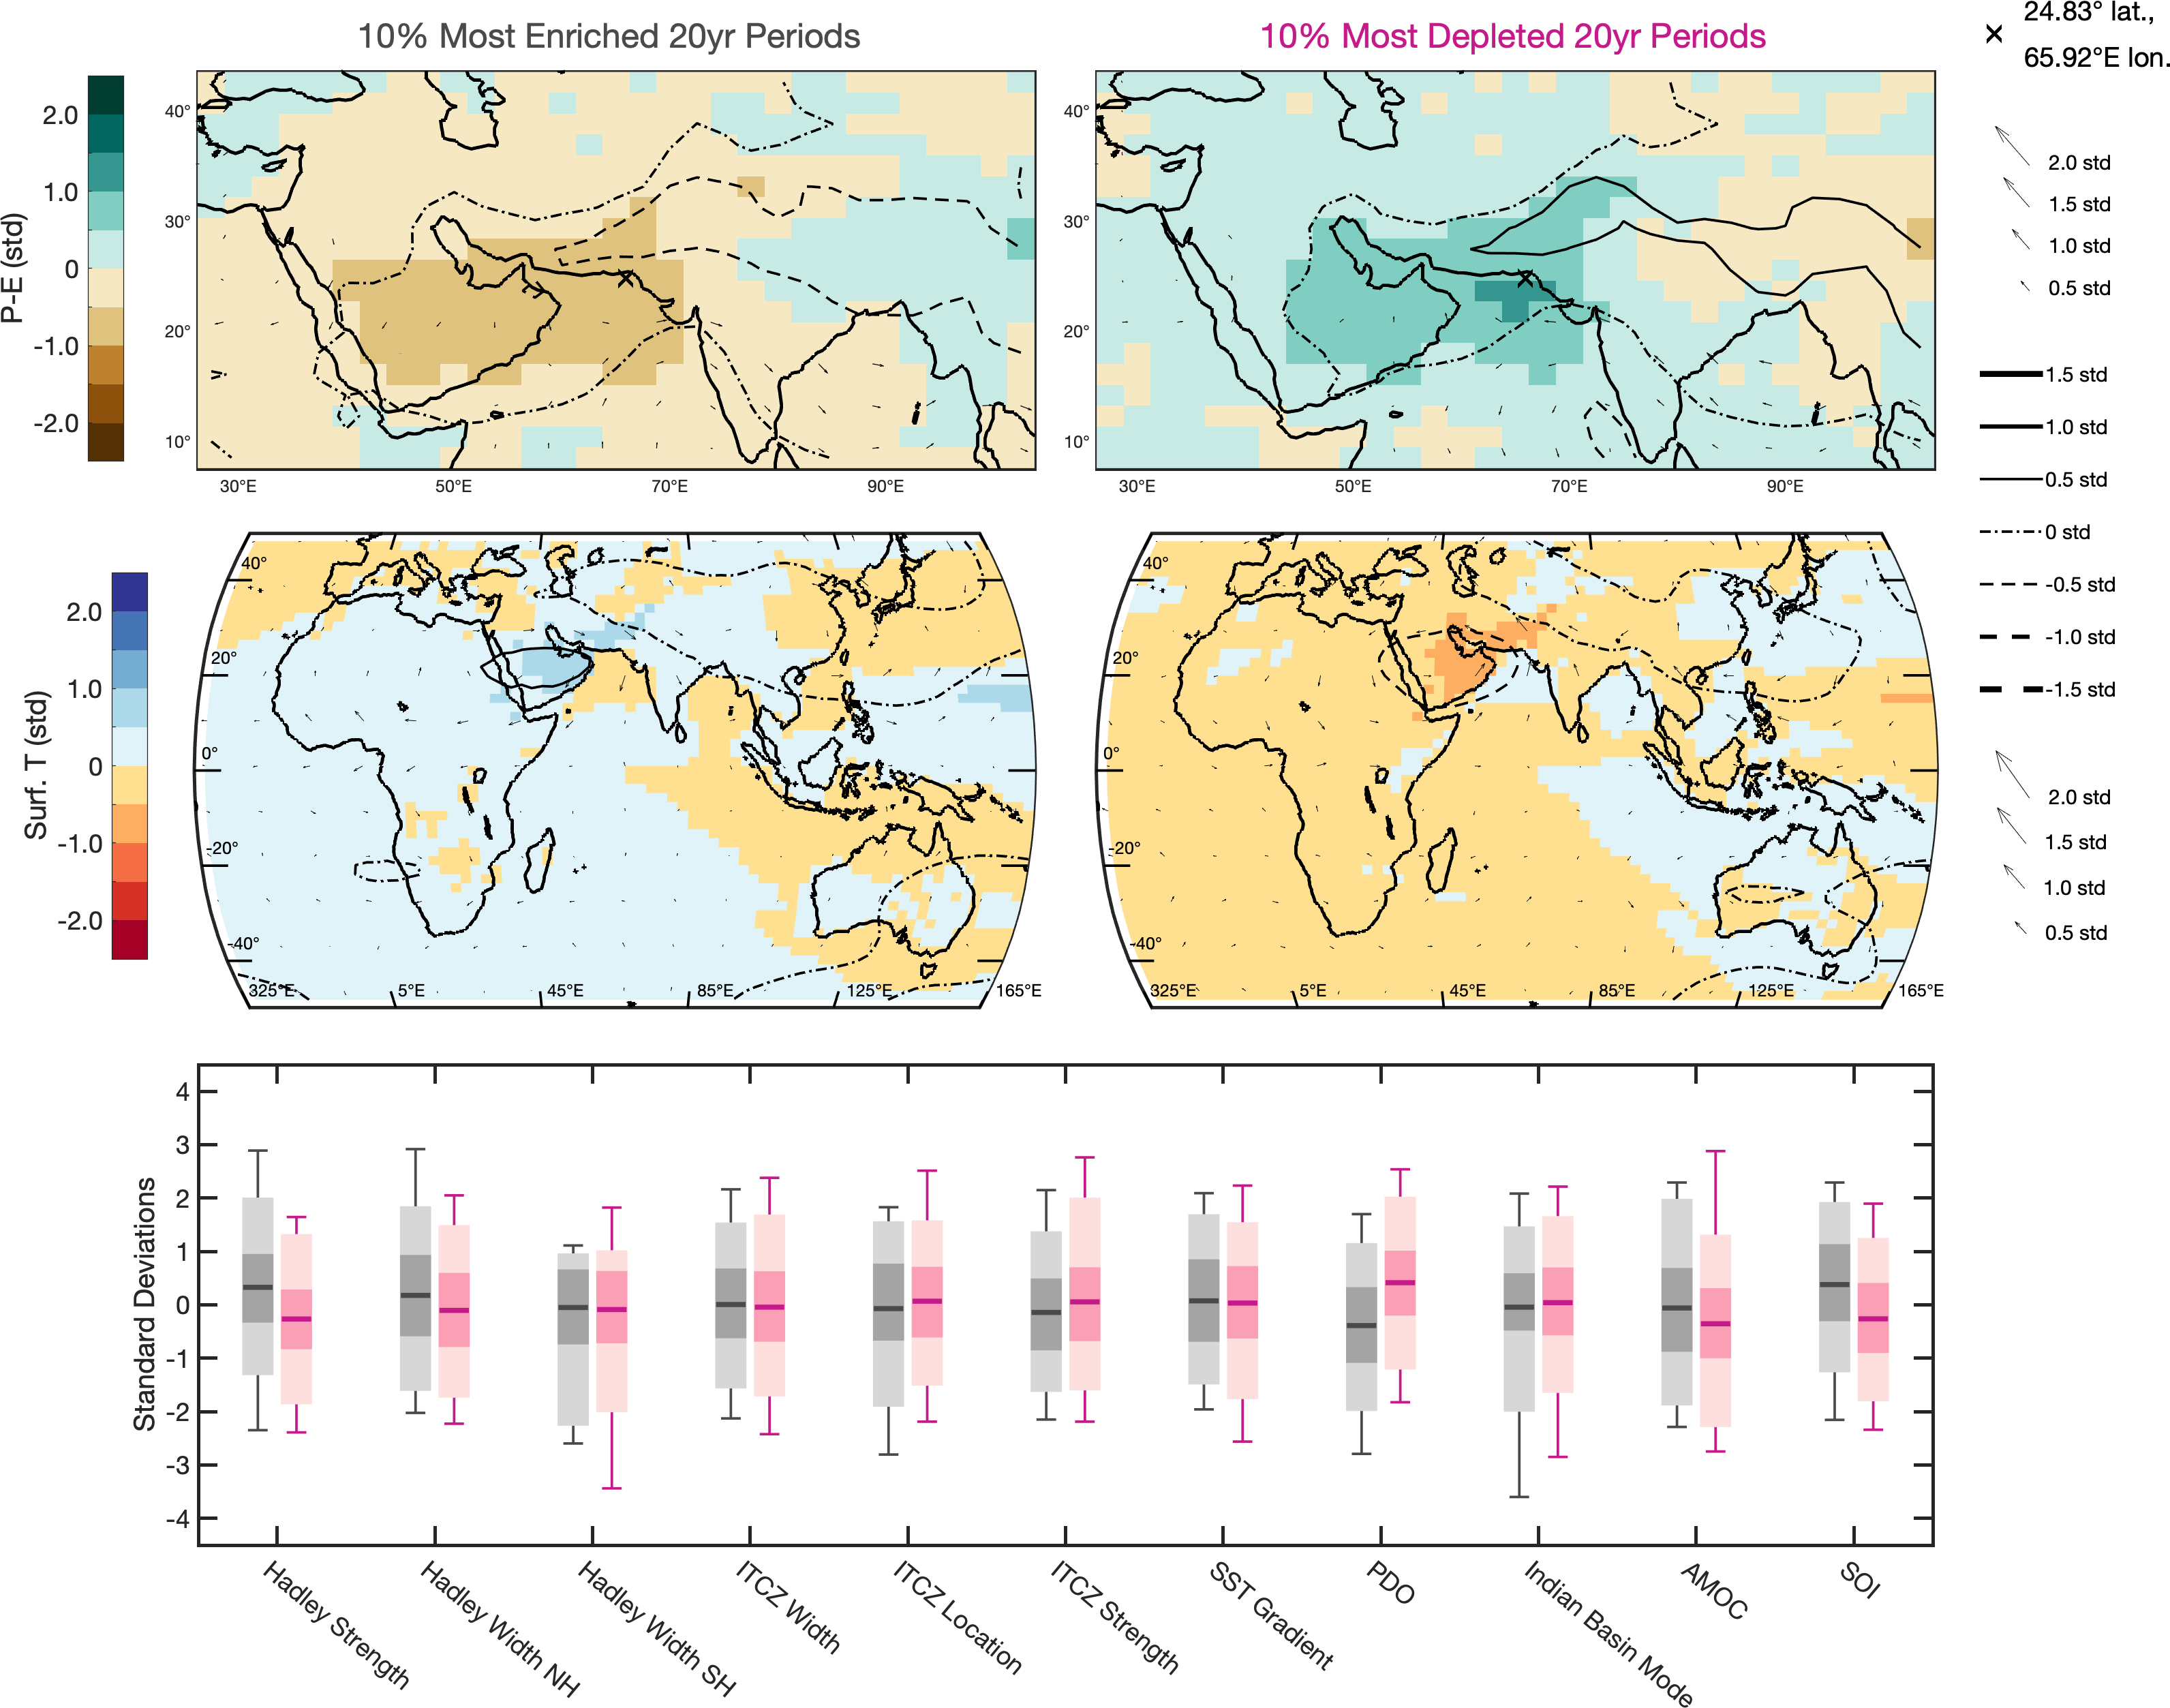 10% Most Enriched 20yr Periods
10% Most Depleted 20yr Periods
24.83° lat.,
65.92°E lon.
P-E (std)
2.0
1.0
0
-1.0
-2.0
40°
30°
20°
10°
30°E 50°E 70°E 90°E
40°
30°
20°
10°
30°E 50°E 70°E 90°E
2.0 std
1.5 std
1.0 std
0.5 std
1.5 std
1.0 std
0.5 std
0 std
-0.5 std
-1.0 std
-1.5 std
Surf. T (std)
2.0
1.0
0
-1.0
-2.0
40°
20°
0°
-20°
-40°
325°E 5°E 45°E 85°E 125°E 165°E
40°
20°
0°
-20°
-40°
325°E 5°E 45°E 85°E 125°E 165°E
2.0 std
1.5 std
1.0 std
0.5 std
Standard Deviations
4
3
2
1
0
-1
-2
-3
-4
Hadley Strength
Hadley Width NH
Hadley Width SH
ITCZ Width
ITCZ Location
ITCZ Strength
SST Gradient
PDO
Indian Basin Mode
AMOC
SOI